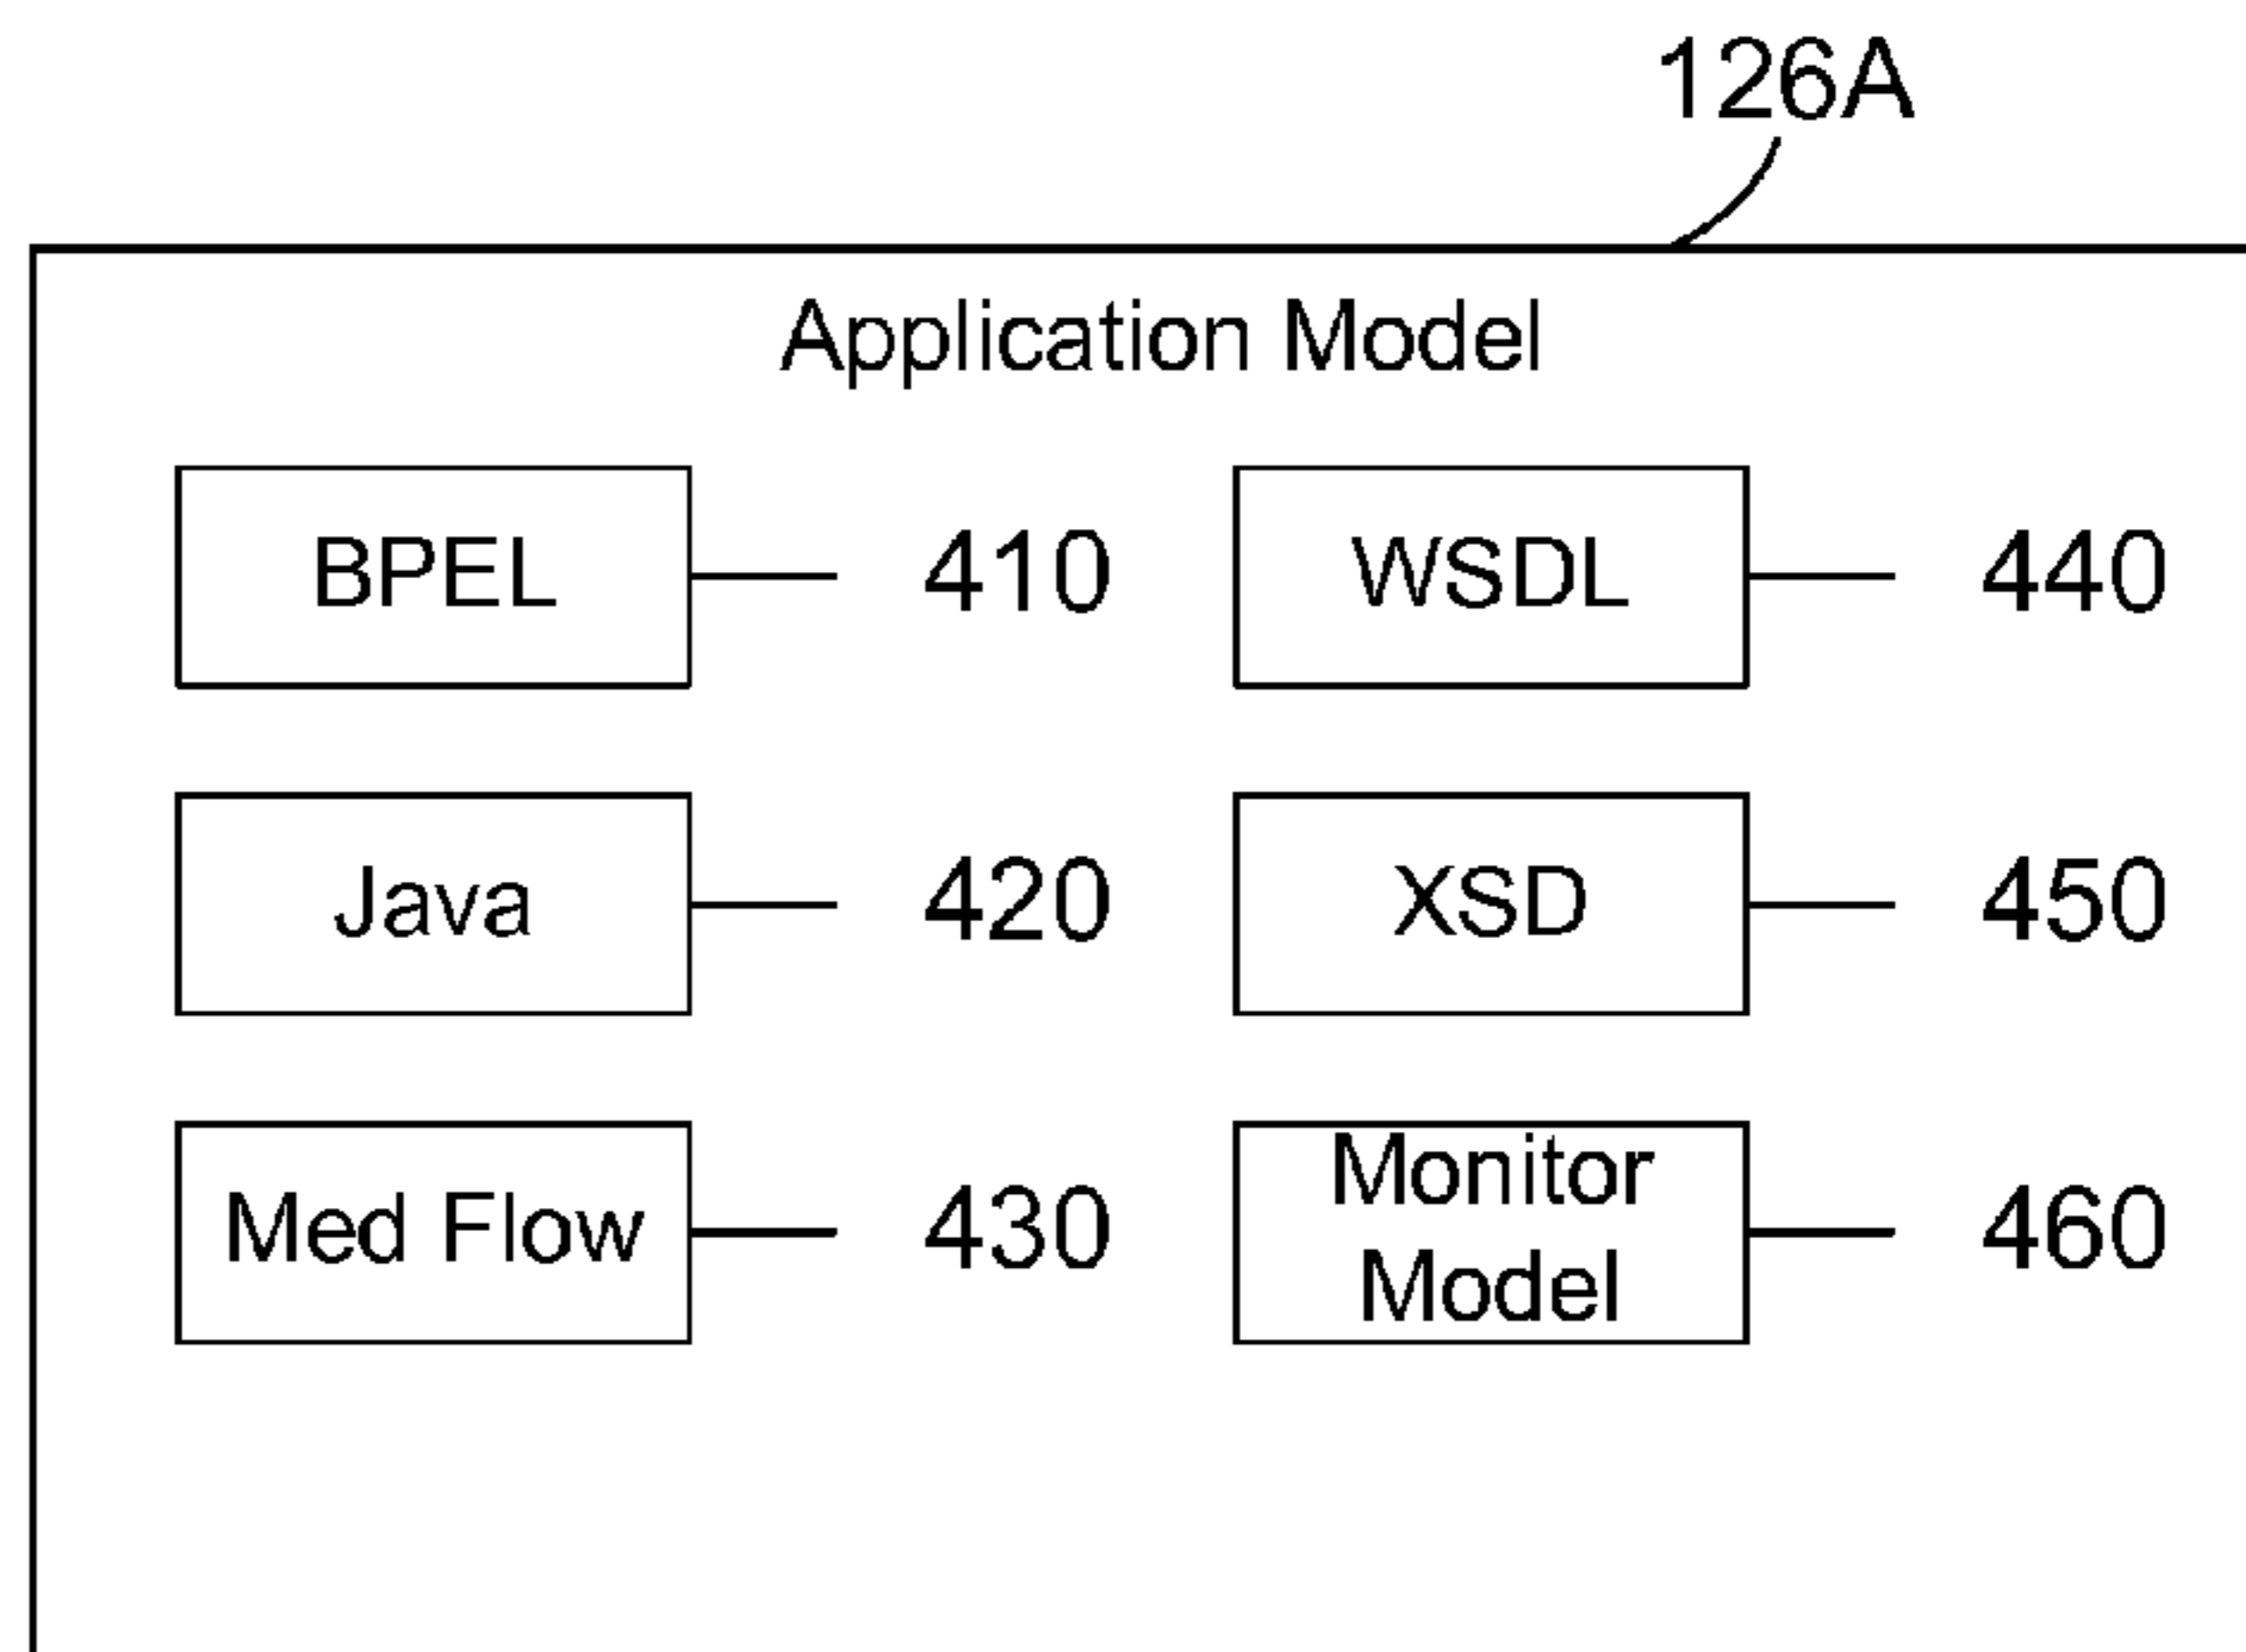 126A
Application Model
BPEL 410 WSDL 440
Java 420 XSD 450
Med Flow 430 Monitor Model 460